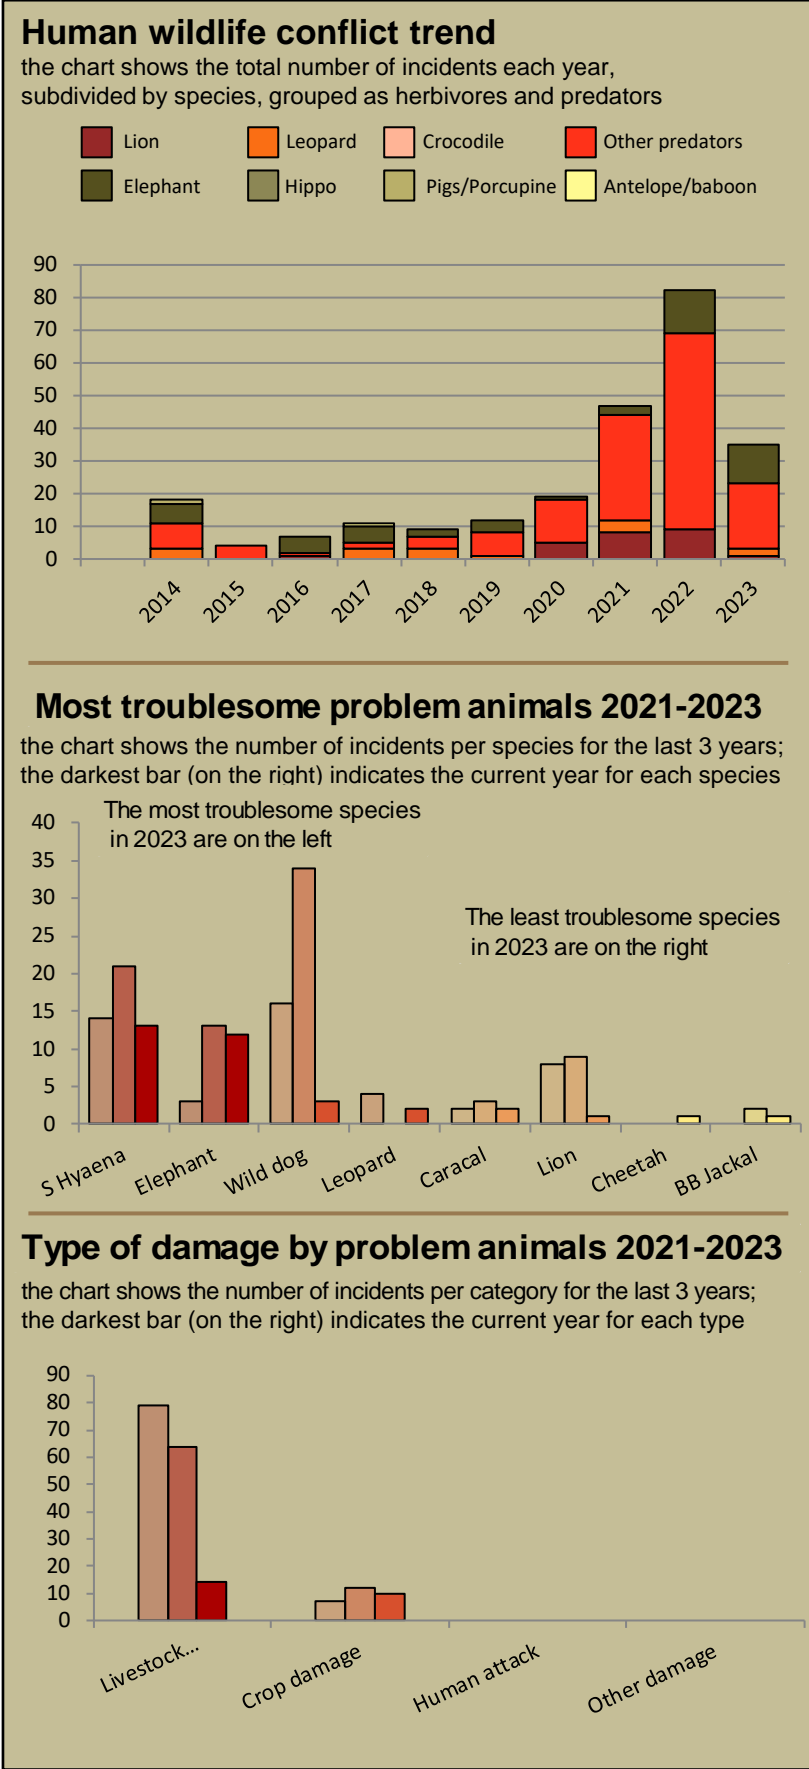 Human wildlife conflict trend
the chart shows the total number of incidents each year,
subdivided by species, grouped as herbivores and predators
Lion Leopard Crocodile Other predators
Elephant Hippo Pigs/Porcupine Antelope/baboon
90
80
70
60
50
40
30
20
10
0
2014 2015 2016 2017 2018 2019 2020 2021 2022 2023
Most troublesome problem animals 2021-2023
the chart shows the number of incidents per species for the last 3 years;
the darkest bar (on the right) indicates the current year for each species
The most troublesome species
in 2023 are on the left
The least troublesome species
in 2023 are on the right
40
35
30
25
20
15
10
5
0
S Hyaena Elephant Wild dog Leopard Caracal Lion Cheetah BB Jackal
Type of damage by problem animals 2021-2023
the chart shows the number of incidents per category for the last 3 years;
the darkest bar (on the right) indicates the current year for each type
90
80
70
60
50
40
30
20
10
0
Livestock... Crop damage Human attack Other damage